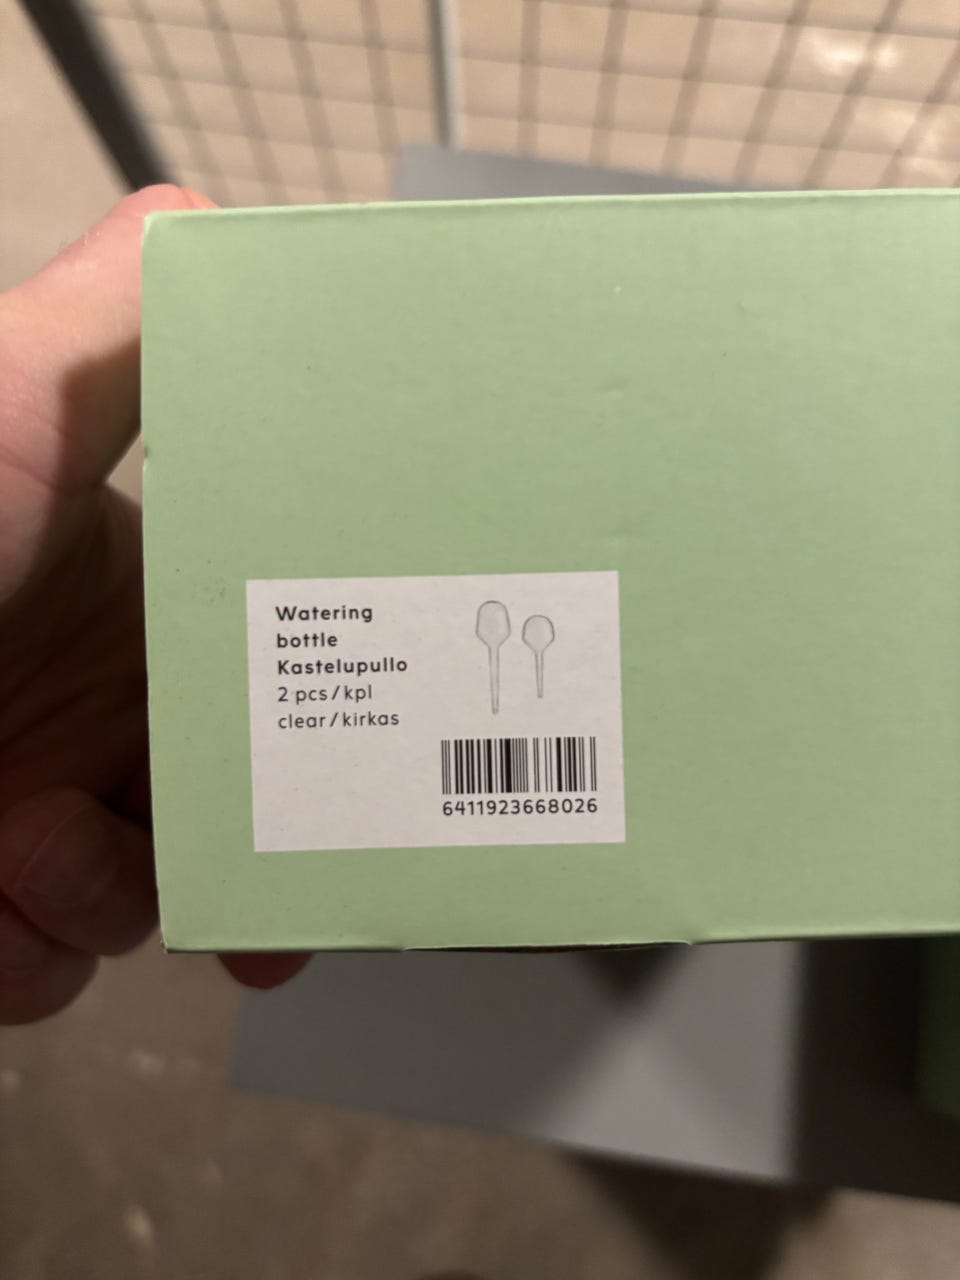 Watering
bottle
Kastelupullo
2 pcs/kpl
clear/kirkas
6411923668026